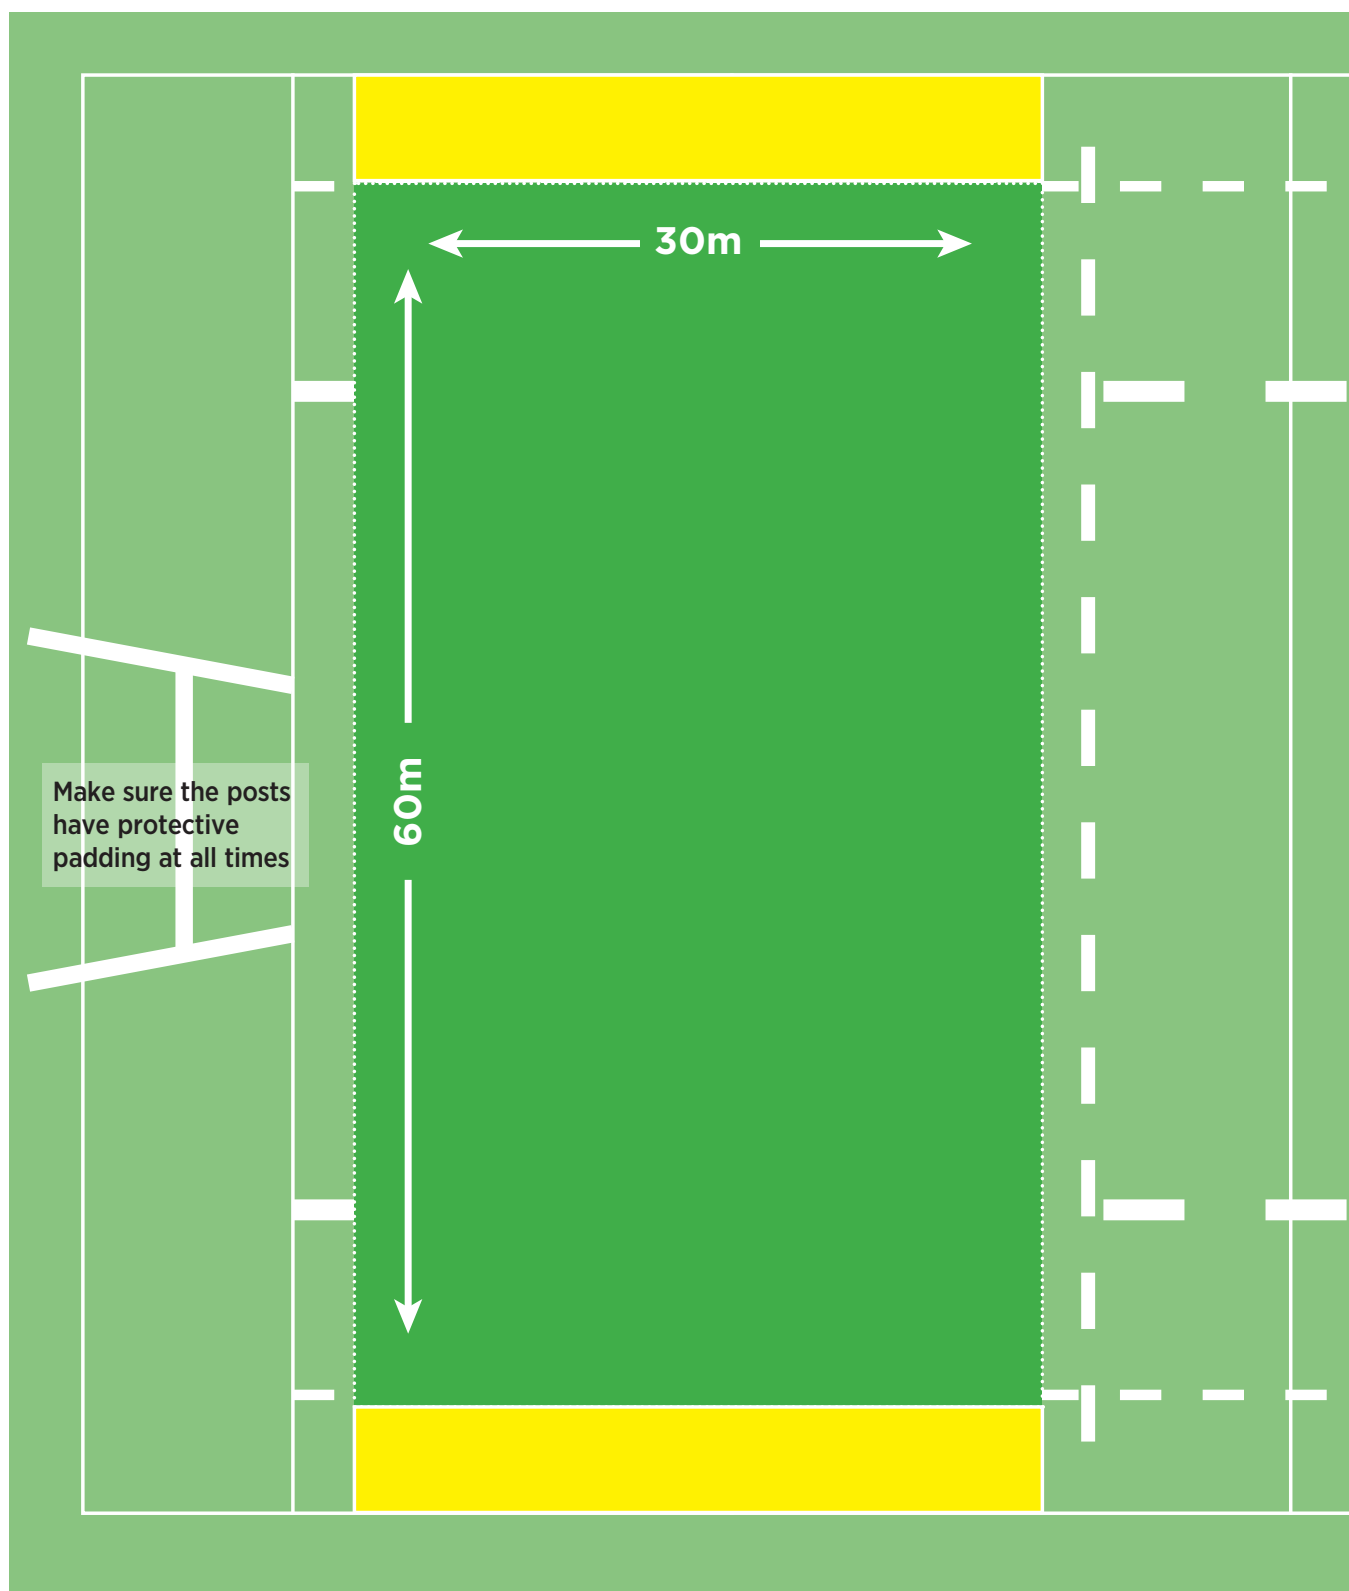 30m
60m
Make sure the posts
have protective
padding at all times